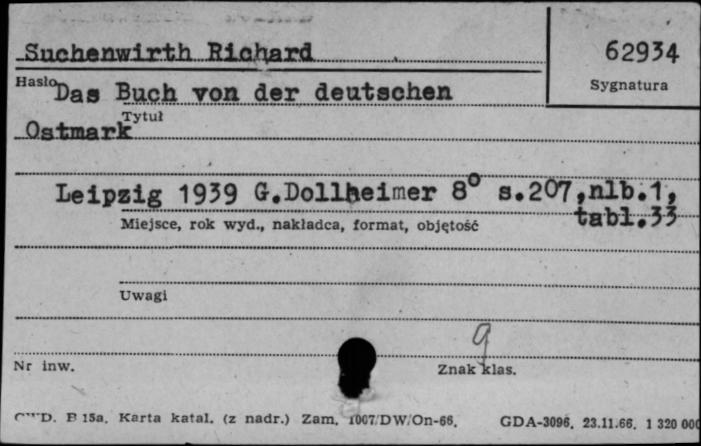 Suchenwirth Richard
62934
Hasło
Sygnatura
Das Buch von der deutschen
Tytuł
Ostmark
Leipzig 1939 G.Dollheimer 8° s.207,nlb.1,
tabl.33
Miejsce, rok wyd., nakładca, format, objętość
Uwagi
g
Nr inw.
Znak klas.
CWD. B 15a. Karta katal. (z nadr.) Zam. 1007/DW/On-66. GDA-3096. 23.11.66. 1 320 000